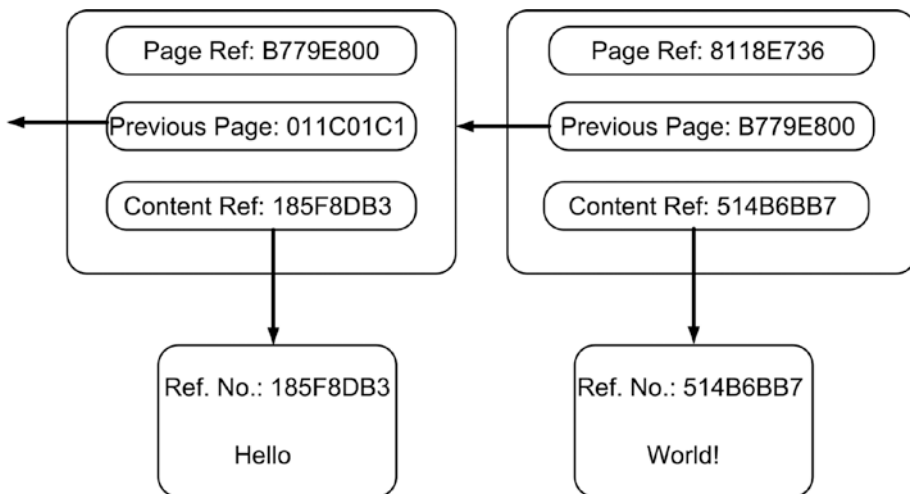 Page Ref: B779E800
Previous Page: 011C01C1
Content Ref: 185F8DB3
Page Ref: 8118E736
Previous Page: B779E800
Content Ref: 514B6BB7
Ref. No.: 185F8DB3
Hello
Ref. No.: 514B6BB7
World!